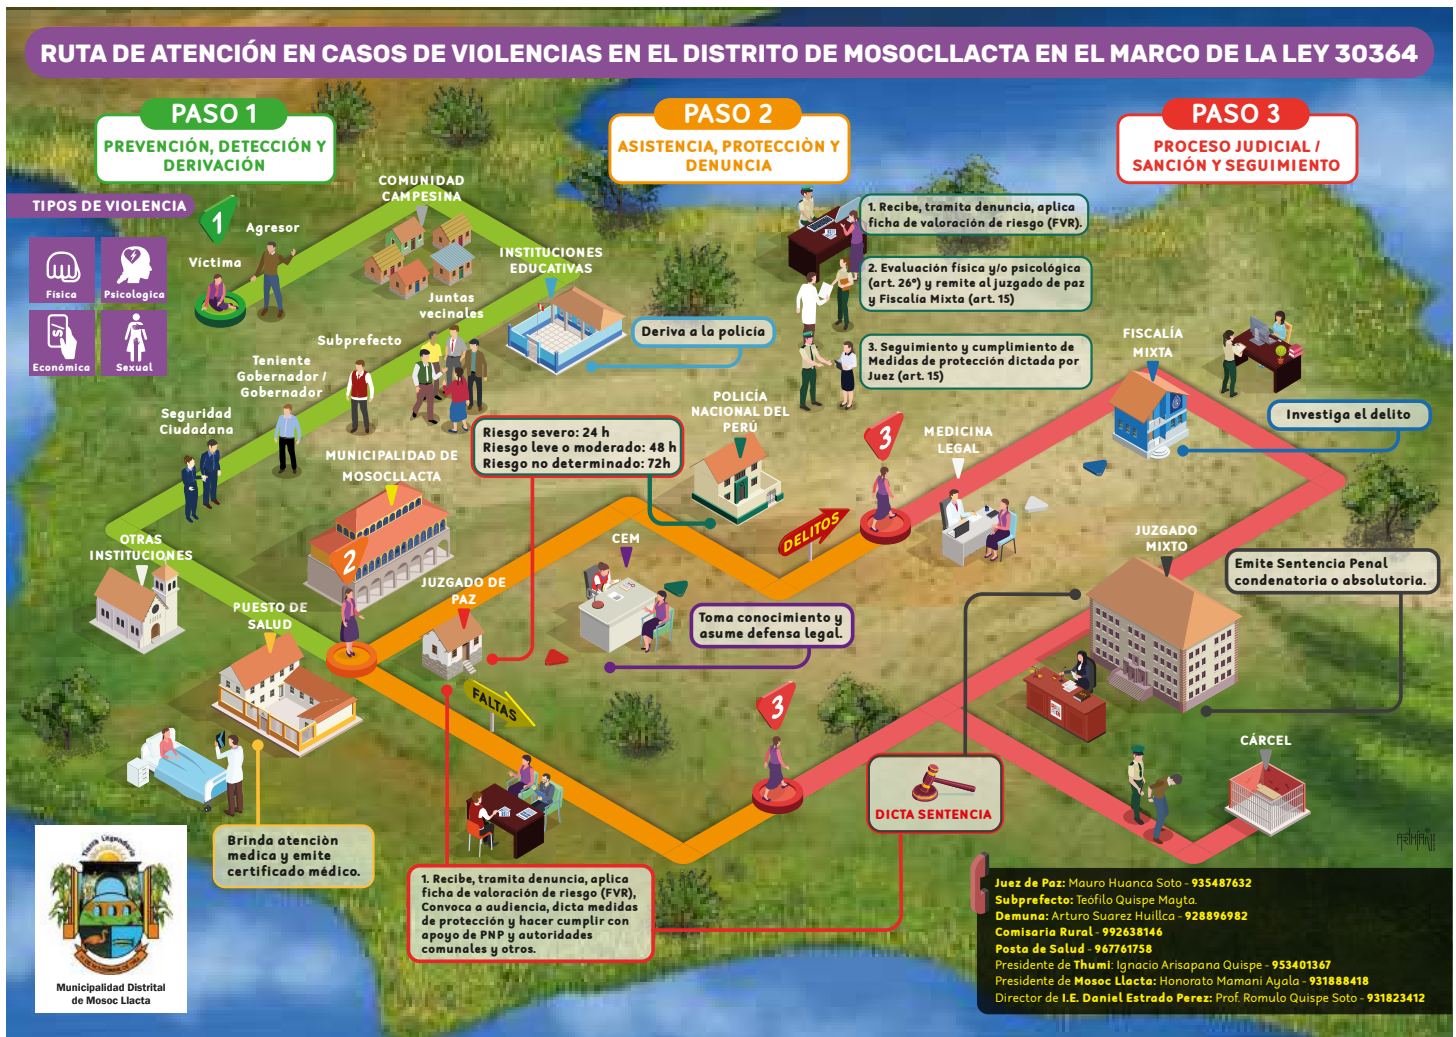 RUTA DE ATENCIÓN EN CASOS DE VIOLENCIAS EN EL DISTRITO DE MOSOCLLACTA EN EL MARCO DE LA LEY 30364
PASO 1
PREVENCIÓN, DETECCIÓN Y
DERIVACIÓN
PASO 2
ASISTENCIA, PROTECCIÒN Y
DENUNCIA
PASO 3
PROCESO JUDICIAL /
SANCIÓN Y SEGUIMIENTO
TIPOS DE VIOLENCIA
Física
Psicologica
S/
Económica
Sexual
1
Agresor
Víctima
COMUNIDAD
CAMPESINA
INSTITUCIONES
EDUCATIVAS
Deriva a la policía
Juntas
vecinales
Subprefecto
Teniente
Gobernador /
Gobernador
Seguridad
Ciudadana
1. Recibe, tramita denuncia, aplica
ficha de valoración de riesgo (FVR).
2. Evaluación física y/o psicológica
(art. 26°) y remite al juzgado de paz
y Fiscalía Mixta (art. 15)
3. Seguimiento y cumplimiento de
Medidas de protección dictada por
Juez (art. 15)
FISCALÍA
MIXTA
Investiga el delito
POLICÍA
NACIONAL DEL
PERÚ
Riesgo severo: 24 h
Riesgo leve o moderado: 48 h
Riesgo no determinado: 72h
3
MEDICINA
LEGAL
MUNICIPALIDAD DE
MOSOCLLACTA
DELITOS
OTRAS
INSTITUCIONES
2
CEM
JUZGADO
MIXTO
Emite Sentencia Penal
condenatoria o absolutoria.
JUZGADO DE
PAZ
PUESTO DE
SALUD
Toma conocimiento y
asume defensa legal.
FALTAS
3
CÁRCEL
DICTA SENTENCIA
Brinda atenciòn
medica y emite
certificado médico.
1. Recibe, tramita denuncia, aplica
ficha de valoración de riesgo (FVR),
Convoca a audiencia, dicta medidas
de protección y hacer cumplir con
apoyo de PNP y autoridades
comunales y otros.
Tierra Legendaria
Municipalidad Distrital
de Mosoc Llacta
Juez de Paz: Mauro Huanca Soto - 935487632
Subprefecto: Teófilo Quispe Mayta.
Demuna: Arturo Suarez Huillca - 928896982
Comisaria Rural - 992638146
Posta de Salud - 967761758
Presidente de Thumi: Ignacio Arisapana Quispe - 953401367
Presidente de Mosoc Llacta: Honorato Mamani Ayala - 931888418
Director de I.E. Daniel Estrado Perez: Prof. Romulo Quispe Soto - 931823412